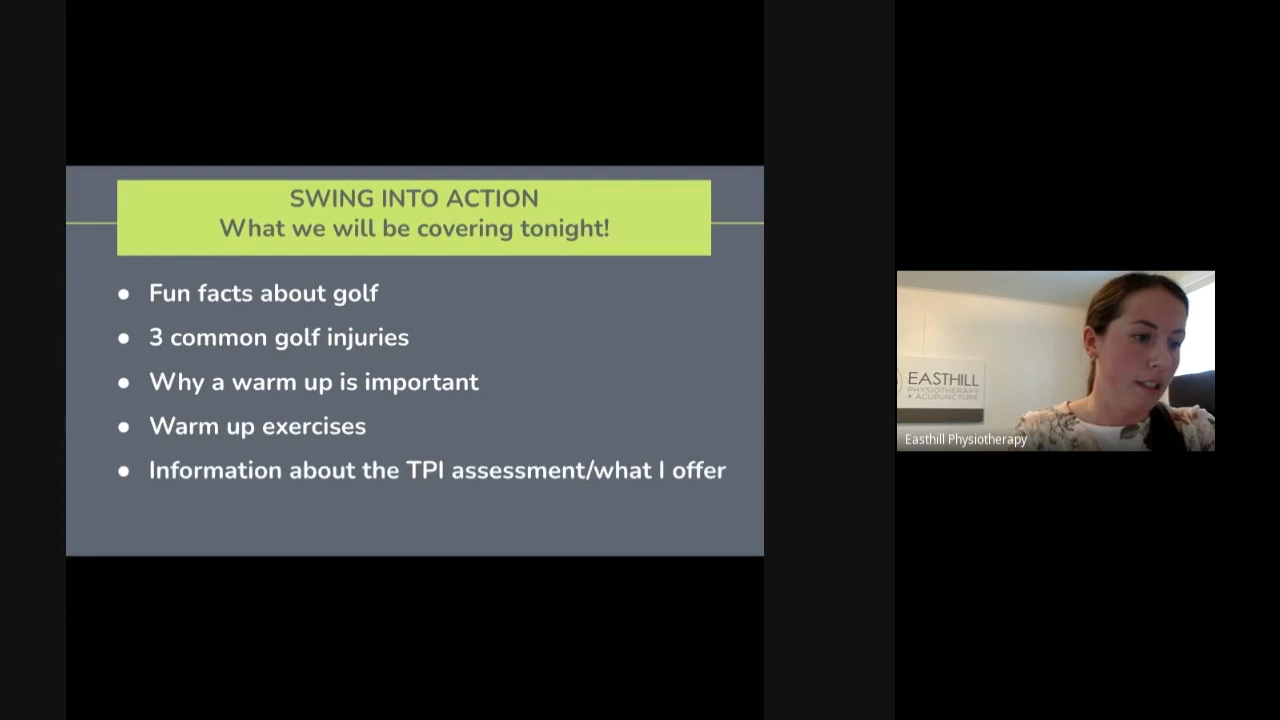 SWING INTO ACTION
What we will be covering tonight!
● Fun facts about golf
● 3 common golf injuries
● Why a warm up is important
● Warm up exercises
● Information about the TPI assessment/what I offer
EASTHILL
PHYSIOTHERAPY
+ ACUPUNCTURE
Easthill Physiotherapy